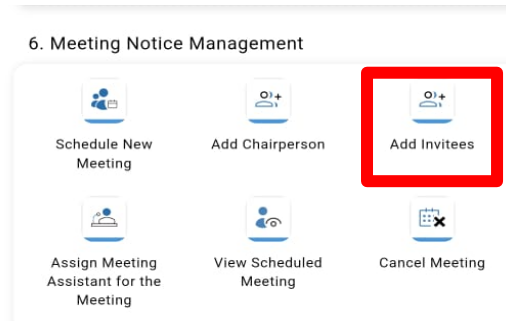 6. Meeting Notice Management
Schedule New
Meeting
Add Chairperson
Add Invitees
Assign Meeting
Assistant for the
Meeting
View Scheduled
Meeting
Cancel Meeting